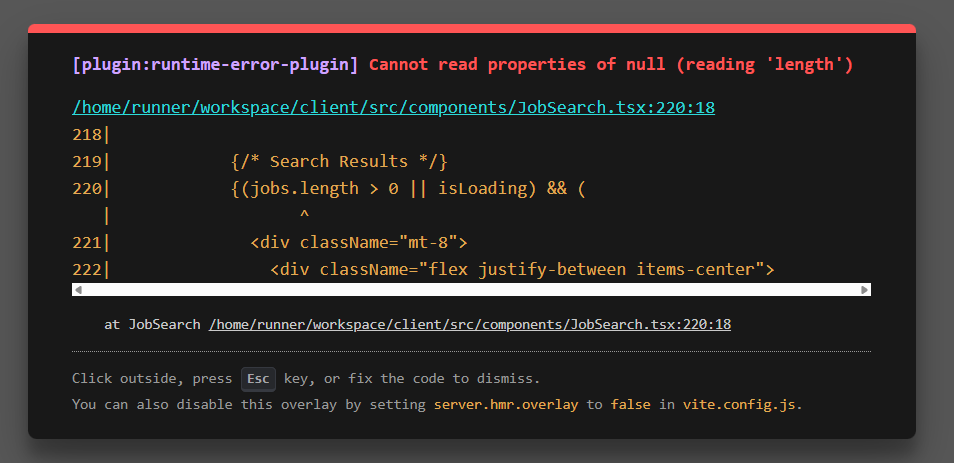 [plugin:runtime-error-plugin] Cannot read properties of null (reading 'length')
/home/runner/workspace/client/src/components/JobSearch.tsx:220:18
218|
219|            {/* Search Results */}
220|            {(jobs.length > 0 || isLoading) && (
   |                   ^
221|              <div className="mt-8">
222|                <div className="flex justify-between items-center">
at JobSearch /home/runner/workspace/client/src/components/JobSearch.tsx:220:18
Click outside, press Esc key, or fix the code to dismiss.
You can also disable this overlay by setting server.hmr.overlay to false in vite.config.js.